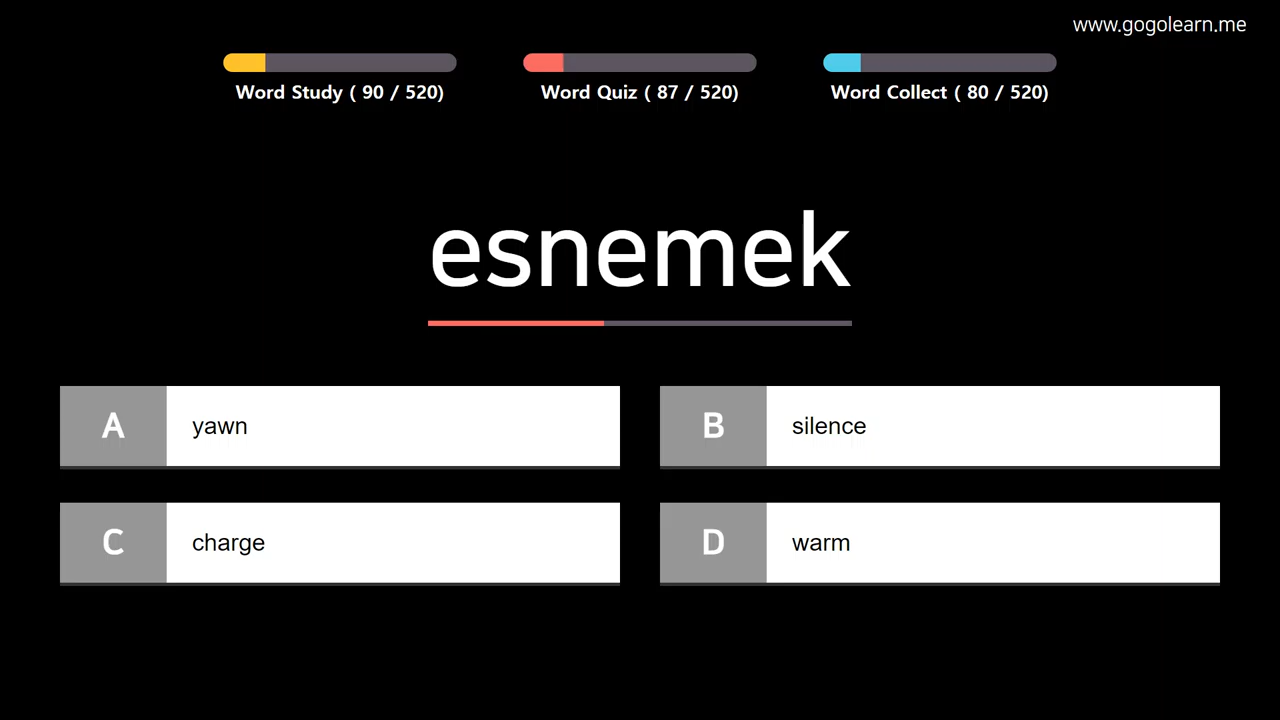 www.gogolearn.me
Word Study ( 90 / 520)
Word Quiz ( 87 / 520)
Word Collect ( 80 / 520)
esnemek
A yawn
B silence
C charge
D warm